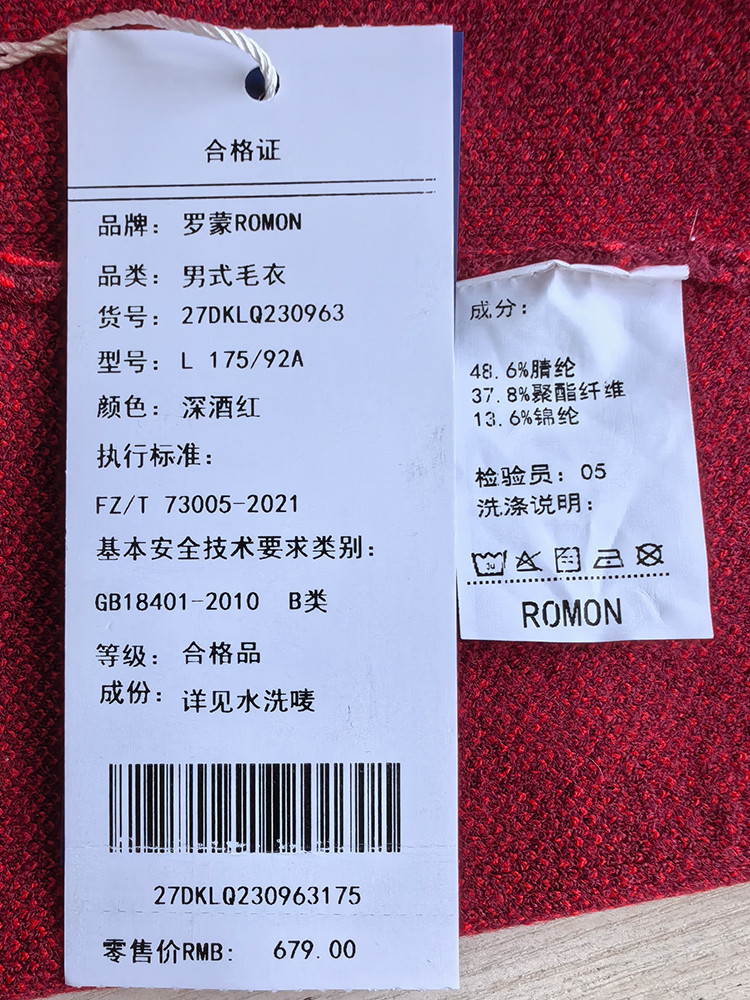 合格证
品牌：罗蒙ROMON
品类：男式毛衣
货号：27DKLQ230963
型号：L 175/92A
颜色：深酒红
执行标准：
FZ/T 73005-2021
基本安全技术要求类别：
GB18401-2010 B类
等级：合格品
成份：详见水洗唛
27DKLQ230963175
零售价RMB: 679.00
成分：
48.6%腈纶
37.8%聚酯纤维
13.6%锦纶
检验员：05
洗涤说明：
ROMON